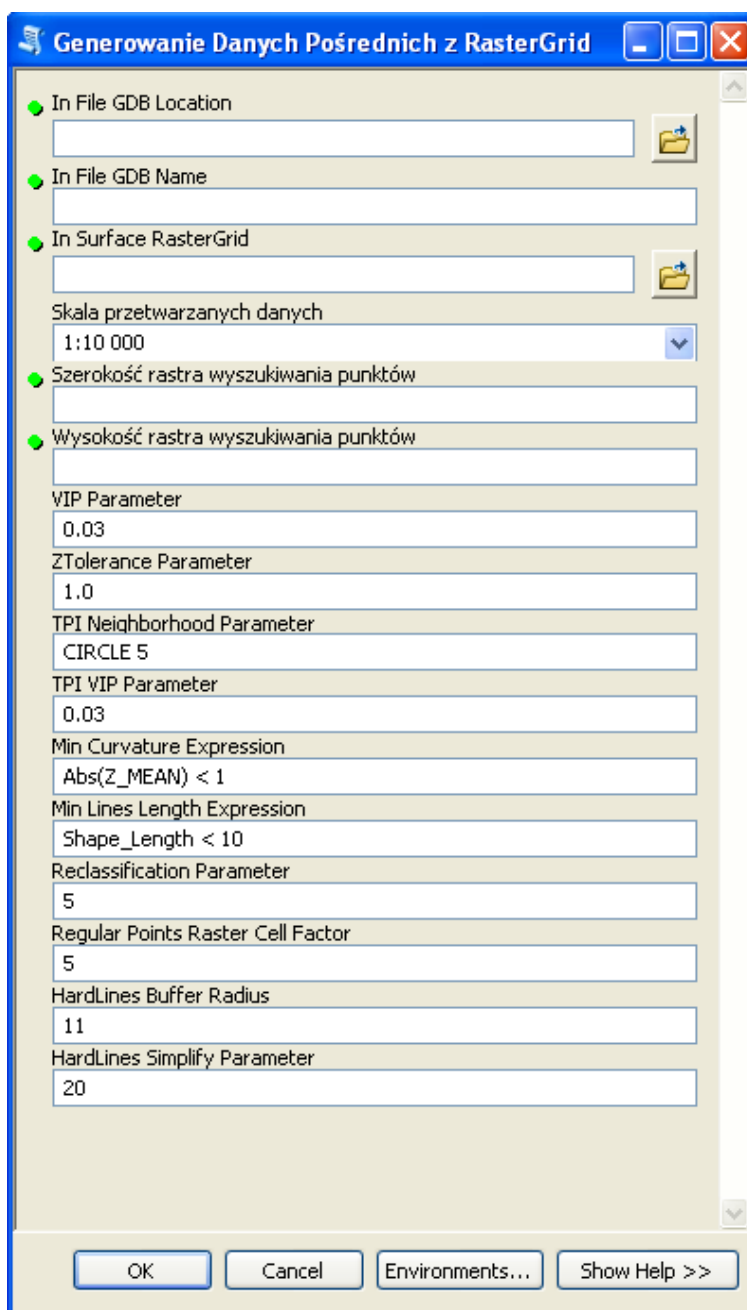 Generowanie Danych Pośrednich z RasterGrid
In File GDB Location
In File GDB Name
In Surface RasterGrid
Skala przetwarzanych danych
1:10 000
Szerokość rastra wyszukiwania punktów
Wysokość rastra wyszukiwania punktów
VIP Parameter
0.03
ZTolerance Parameter
1.0
TPI Neighborhood Parameter
CIRCLE 5
TPI VIP Parameter
0.03
Min Curvature Expression
Abs(Z_MEAN) < 1
Min Lines Length Expression
Shape_Length < 10
Reclassification Parameter
5
Regular Points Raster Cell Factor
5
HardLines Buffer Radius
11
HardLines Simplify Parameter
20
OK Cancel Environments... Show Help >>